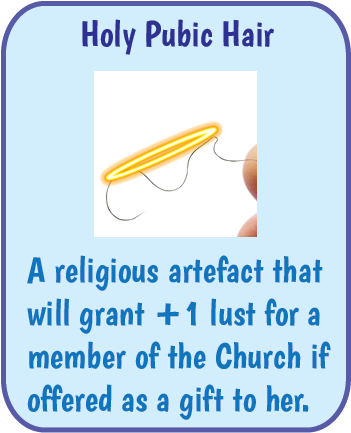 Holy Pubic Hair
A religious artefact that
will grant +1 lust for a
member of the Church if
offered as a gift to her.